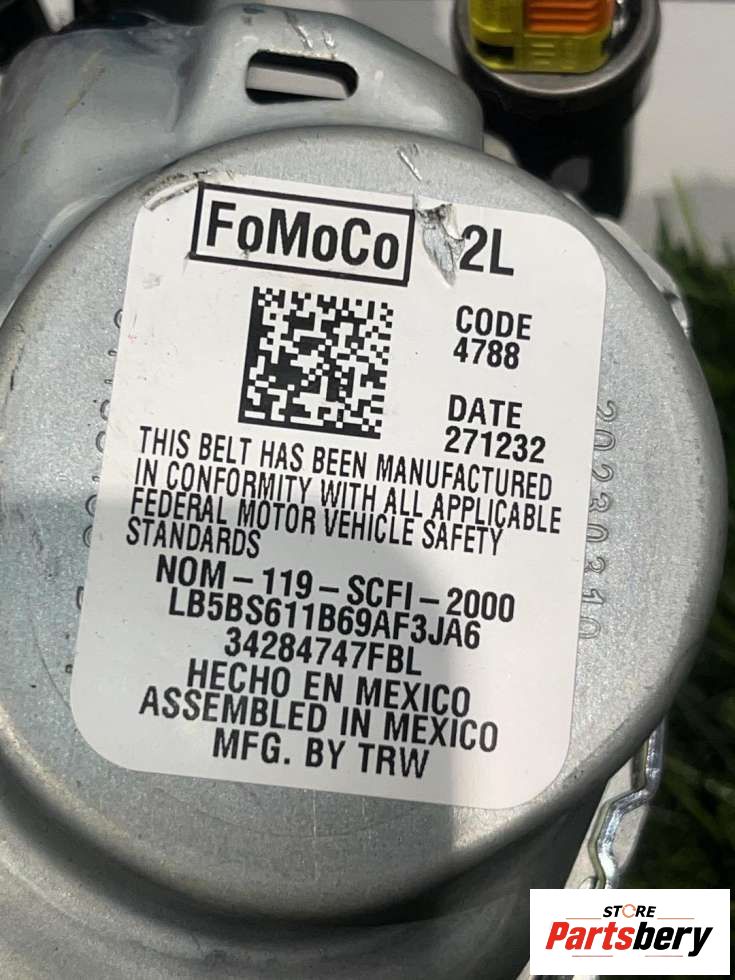 FoMoCo 2L
CODE
4788
DATE
271232
THIS BELT HAS BEEN MANUFACTURED
IN CONFORMITY WITH ALL APPLICABLE
FEDERAL MOTOR VEHICLE SAFETY
STANDARDS
NOM-119-SCFI-2000
LB5BS611B69AF3JA6
34284747FBL
HECHO EN MEXICO
ASSEMBLED IN MEXICO
MFG. BY TRW
20230310
STORE
Partsbery